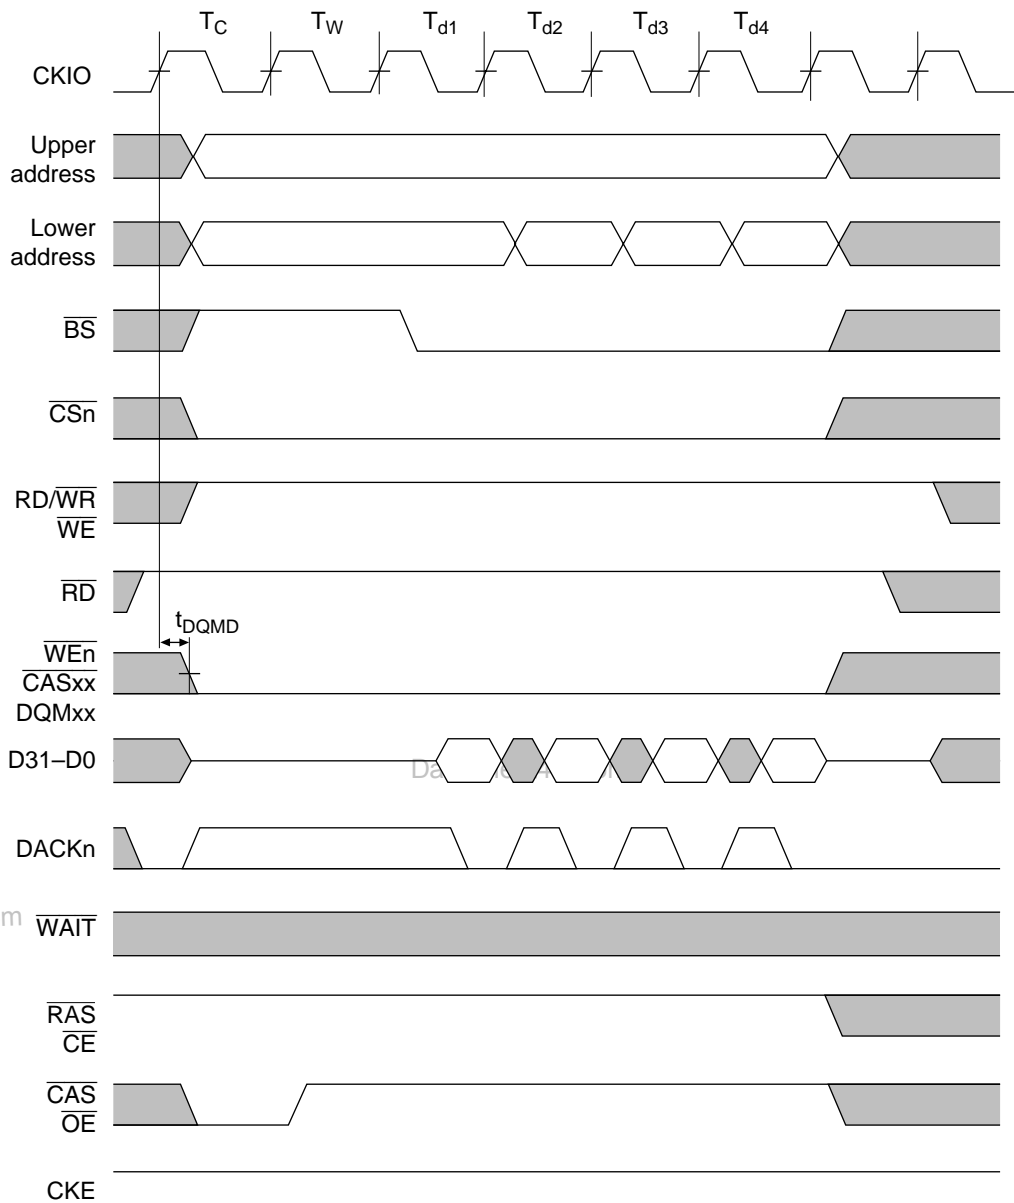 T_C T_W T_d1 T_d2 T_d3 T_d4
CKIO
Upper
address
Lower
address
BS
CSn
RD/WR
WE
RD
t_DQMD
WEn
CASxx
DQMxx
D31–D0
DACKn
m
WAIT
RAS
CE
CAS
OE
CKE